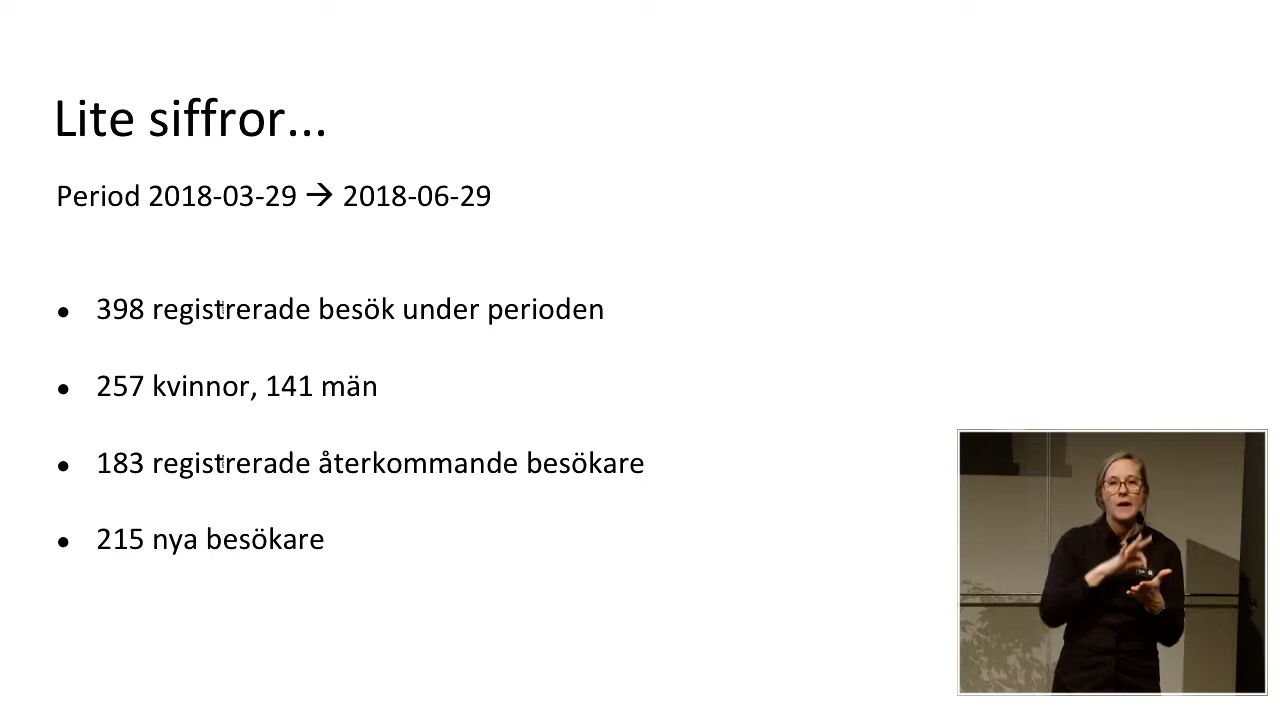 Lite siffror...
Period 2018-03-29 → 2018-06-29
• 398 registrerade besök under perioden
• 257 kvinnor, 141 män
• 183 registrerade återkommande besökare
• 215 nya besökare